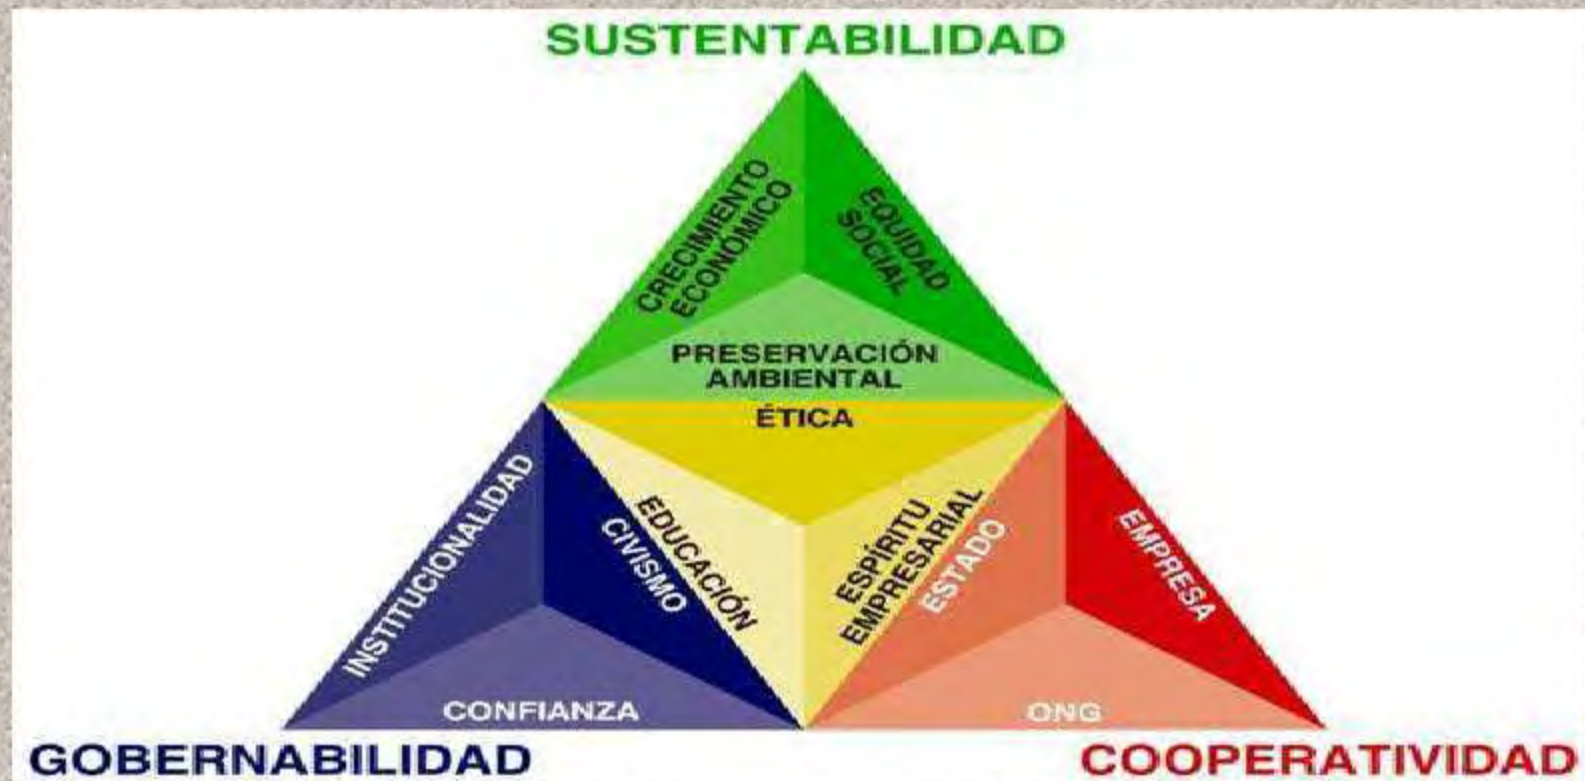 SUSTENTABILIDAD
CRECIMIENTO
ECONÓMICO
EQUIDAD
SOCIAL
PRESERVACIÓN
AMBIENTAL
ÉTICA
INSTITUCIONALIDAD
CIVISMO
EDUCACIÓN
ESPÍRITU
EMPRESARIAL
ESTADO
EMPRESA
CONFIANZA
ONG
GOBERNABILIDAD
COOPERATIVIDAD